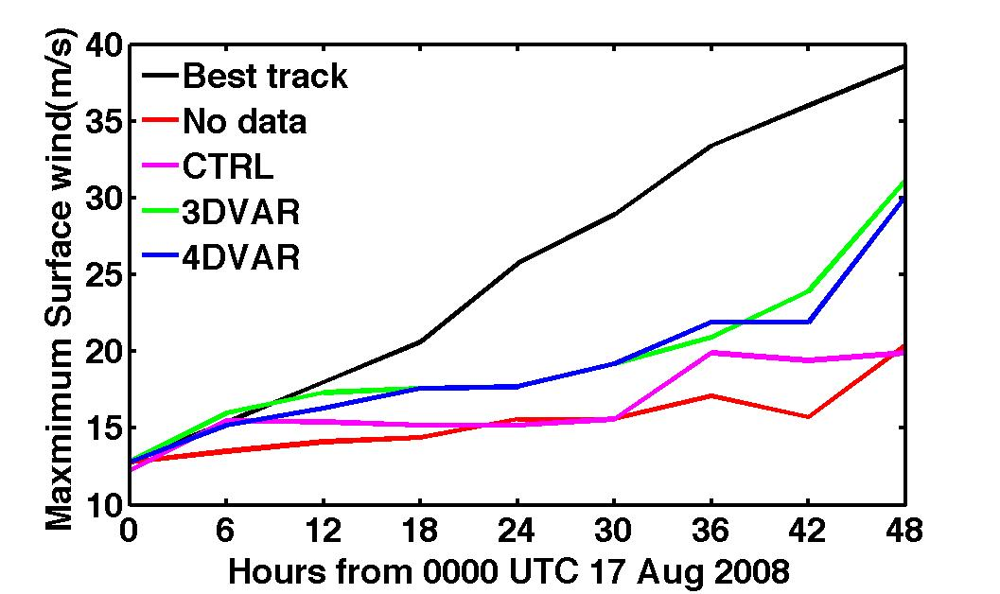 Maxmimum Surface wind(m/s)
40
35
30
25
20
15
10
Best track
No data
CTRL
3DVAR
4DVAR
0 6 12 18 24 30 36 42 48
Hours from 0000 UTC 17 Aug 2008